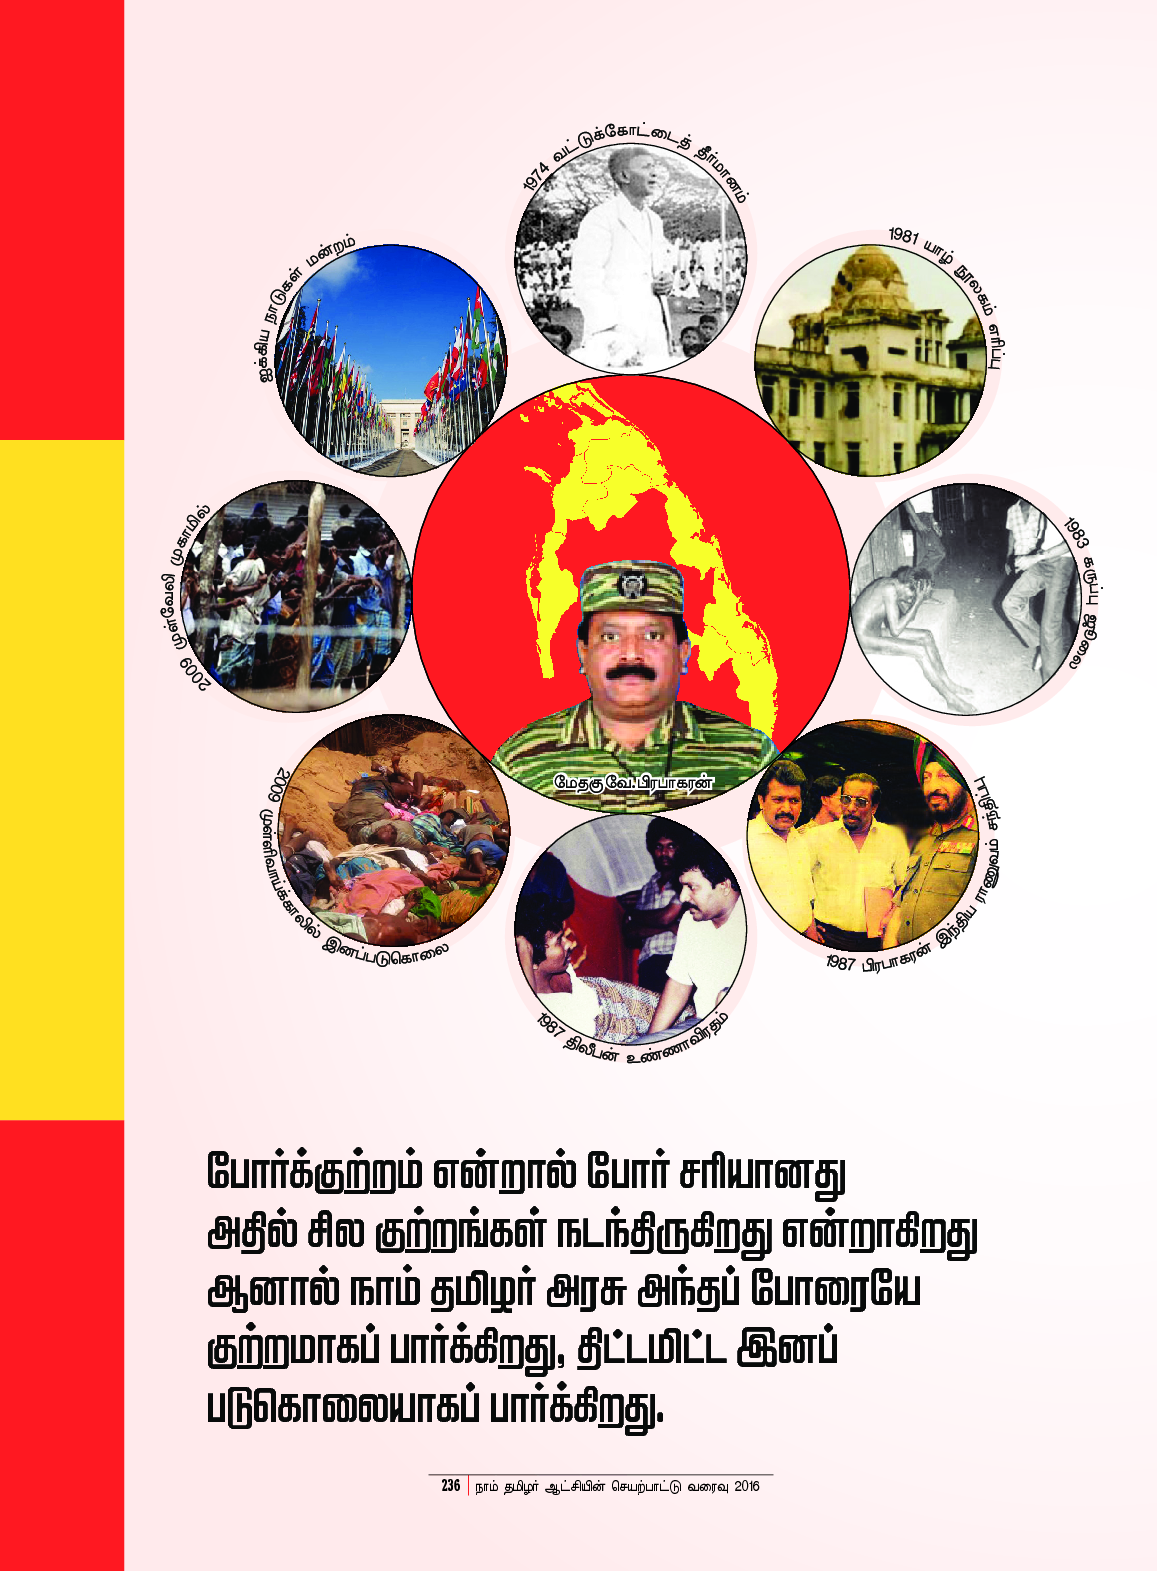 1974 வட்டுக்கோட்டைத் தீர்மானம்
1981 யாழ் நூலகம் எரிப்பு
1983 கருப்பு ஜூலை
1987 பிரபாகரன் இந்திய ராணுவம் சந்திப்பு
1987 திலீபன் உண்ணாவிரதம்
2009 முள்ளிவாய்க்காலில் இனப்படுகொலை
2009 முள்வேலி முகாமில்
ஐக்கிய நாடுகள் மன்றம்
மேதகு வே.பிரபாகரன்
போர்க்குற்றம் என்றால் போர் சரியானது
அதில் சில குற்றங்கள் நடந்திருகிறது என்றாகிறது
ஆனால் நாம் தமிழர் அரசு அந்தப் போரையே
குற்றமாகப் பார்க்கிறது, திட்டமிட்ட இனப்
படுகொலையாகப் பார்க்கிறது.
236 நாம் தமிழர் ஆட்சியின் செயற்பாட்டு வரைவு 2016